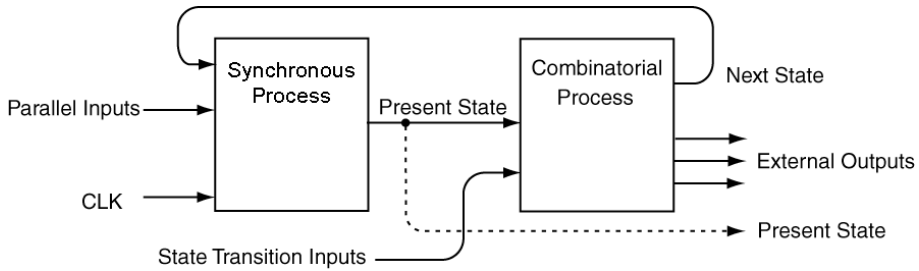 Synchronous
Process
Combinatorial
Process
Next State
Parallel Inputs
Present State
External Outputs
CLK
State Transition Inputs
Present State